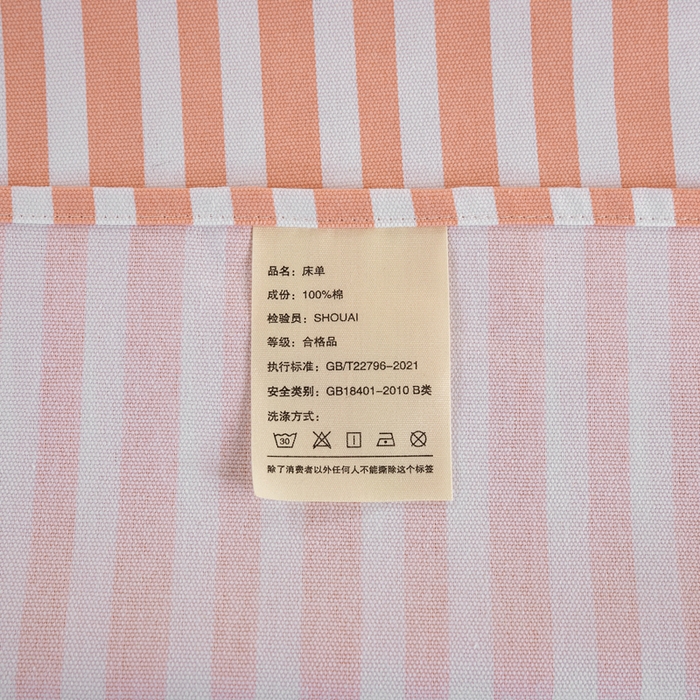 品名：床单
成份：100%棉
检验员：SHOUAI
等级：合格品
执行标准：GB/T22796-2021
安全类别：GB18401-2010 B类
洗涤方式：
30
除了消费者以外任何人不能撕除这个标签